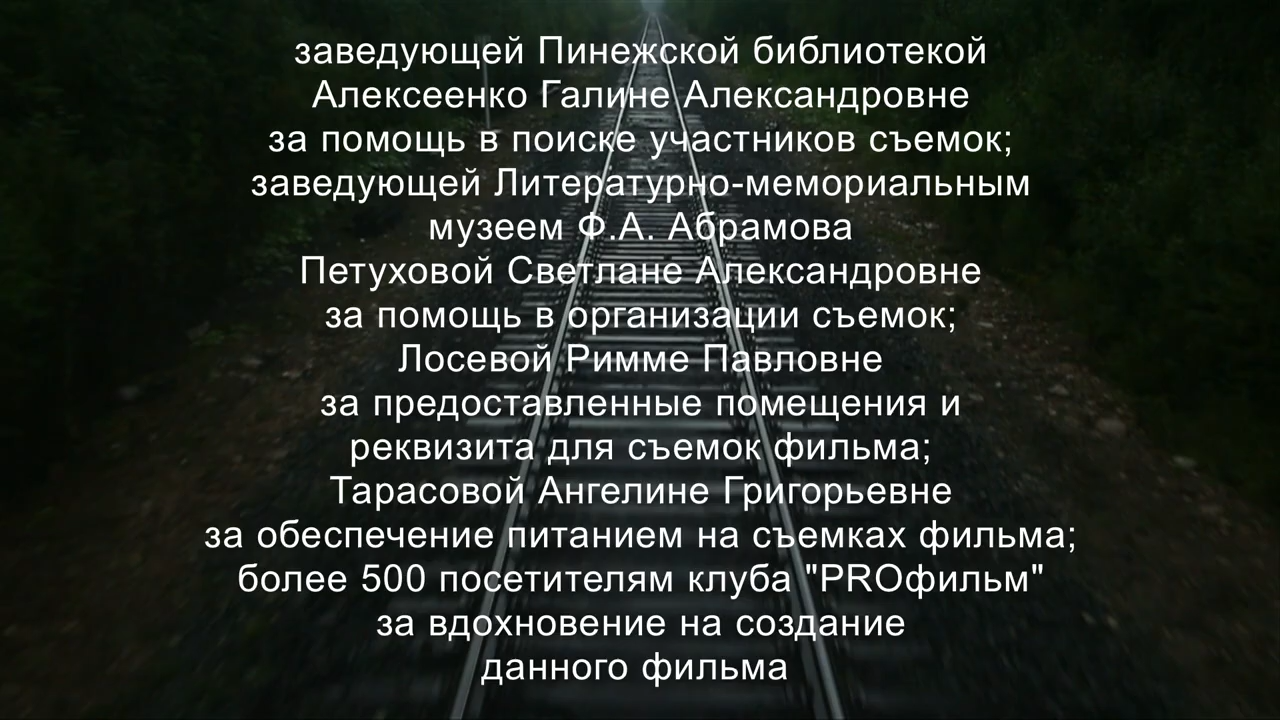 заведующей Пинежской библиотекой
Алексеенко Галине Александровне
за помощь в поиске участников съемок;
заведующей Литературно-мемориальным
музеем Ф.А. Абрамова
Петуховой Светлане Александровне
за помощь в организации съемок;
Лосевой Римме Павловне
за предоставленные помещения и
реквизита для съемок фильма;
Тарасовой Ангелине Григорьевне
за обеспечение питанием на съемках фильма;
более 500 посетителям клуба "PROфильм"
за вдохновение на создание
данного фильма